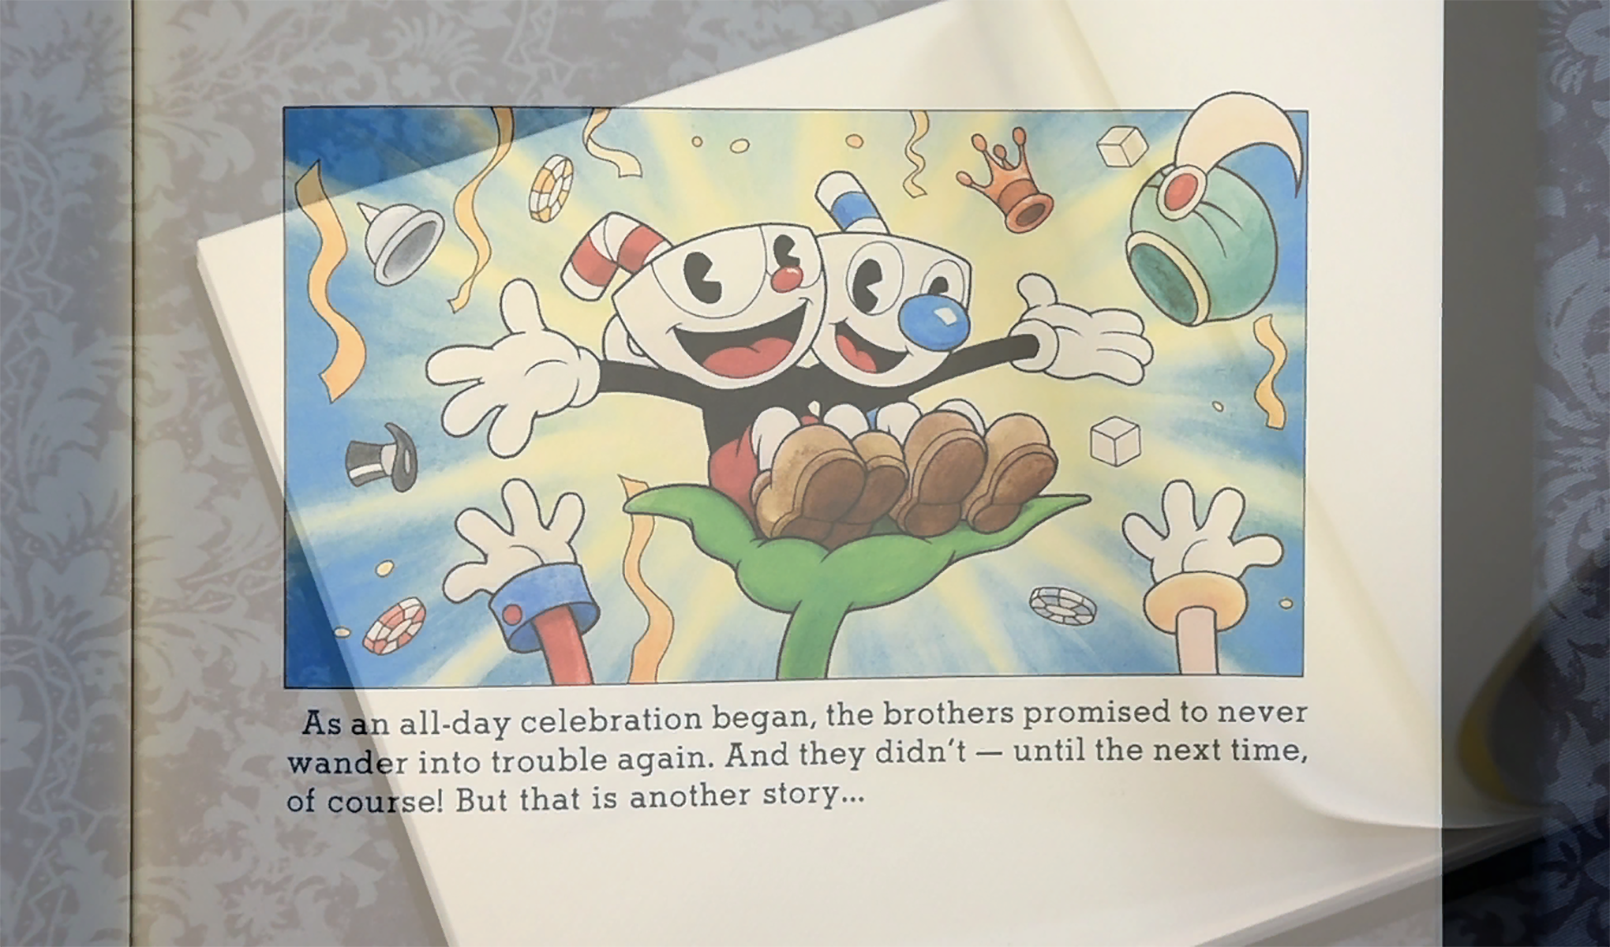 As an all-day celebration began, the brothers promised to never
wander into trouble again. And they didn't — until the next time,
of course! But that is another story...